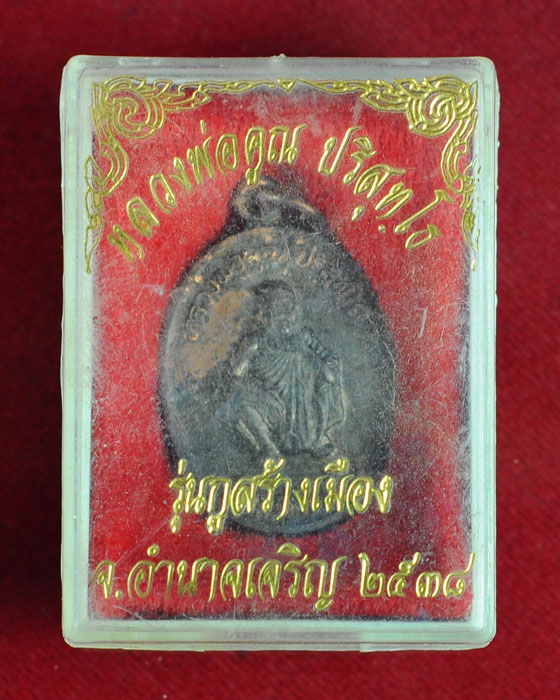 หลวงพ่อคูณ ปริสุทฺโธ
รุ่นกูสร้างเมือง
จ.อำนาจเจริญ ๒๕๓๘